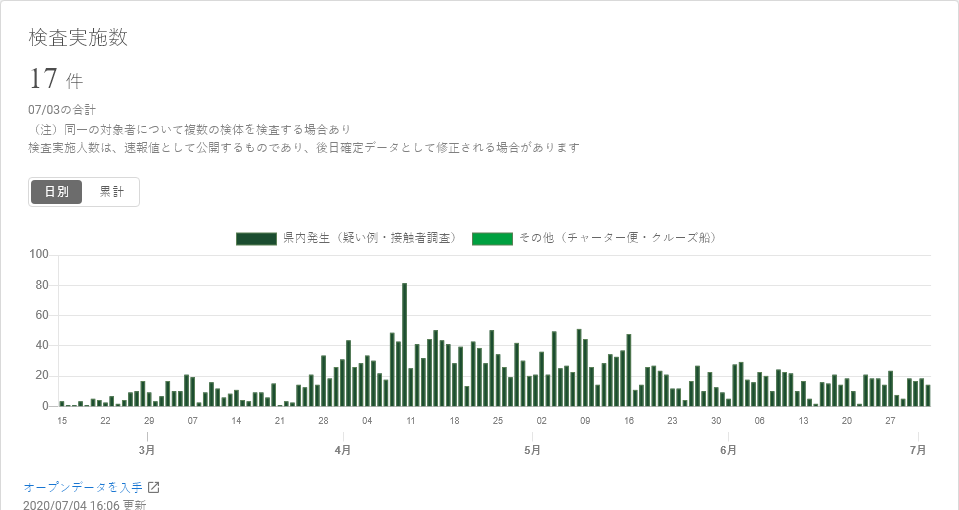 検査実施数
17 件
07/03の合計
（注）同一の対象者について複数の検体を検査する場合あり
検査実施人数は、速報値として公開するものであり、後日確定データとして修正される場合があります
日別 累計
県内発生（疑い例・接触者調査） その他（チャーター便・クルーズ船）
100
80
60
40
20
0
15 22 29 07 14 21 28 04 11 18 25 02 09 16 23 30 06 13 20 27
3月 4月 5月 6月 7月
オープンデータを入手
2020/07/04 16:06 更新